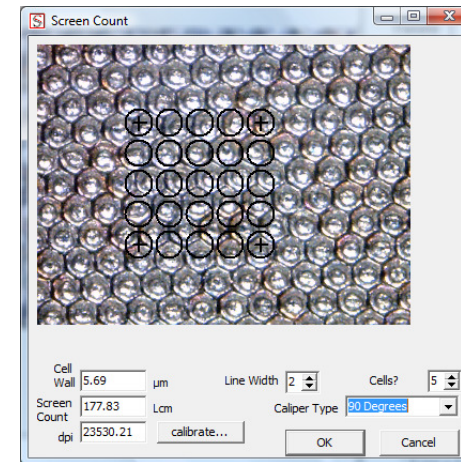 Screen Count
Cell Wall 5.69 µm Line Width 2 Cells? 5
Screen Count 177.83 Lcm Caliper Type 90 Degrees
dpi 23530.21 calibrate...
OK Cancel